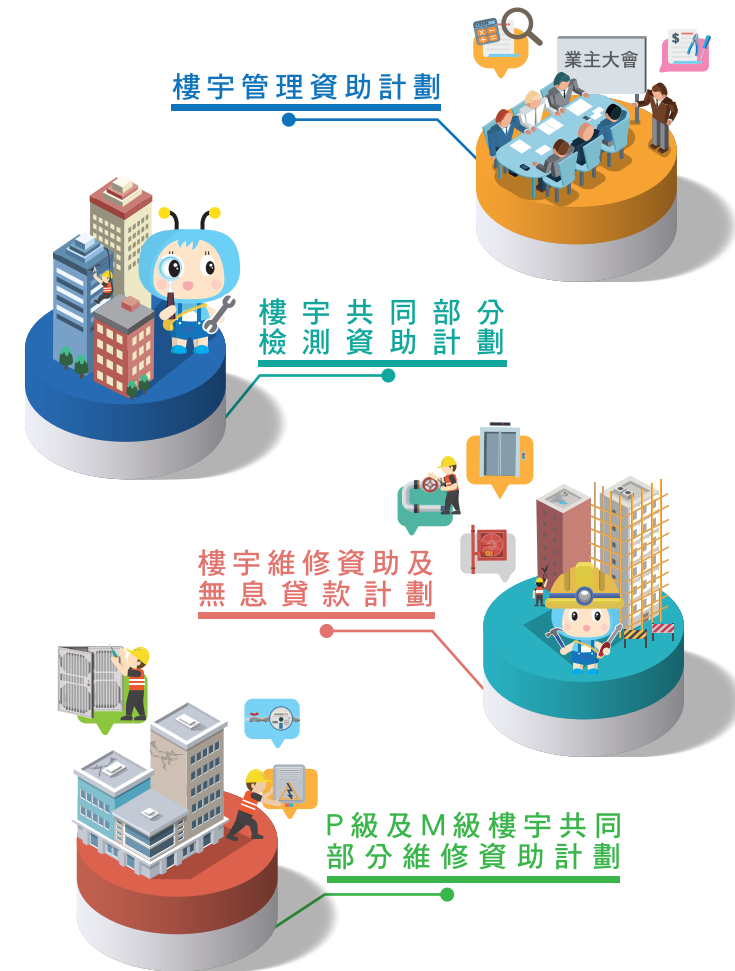 業主大會
$
樓宇管理資助計劃
樓宇共同部分
檢測資助計劃
樓宇維修資助及
無息貸款計劃
P級及M級樓宇共同
部分維修資助計劃